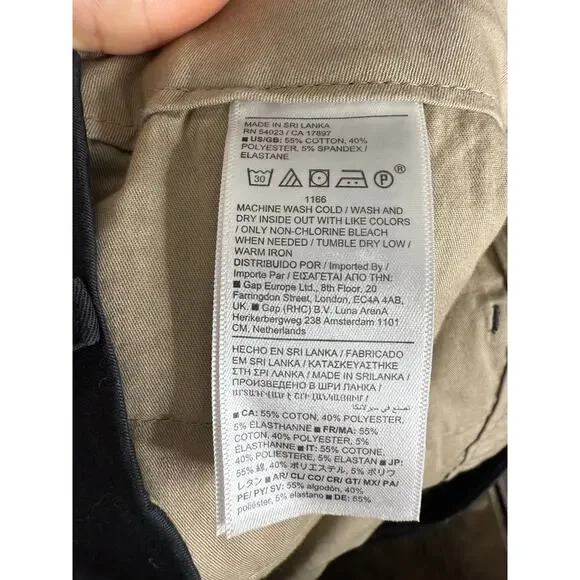 MADE IN SRI LANKA
RN 54023 / CA 17897
■ US/GB: 55% COTTON, 40%
POLYESTER, 5% SPANDEX /
ELASTANE
30 P ®
1166
MACHINE WASH COLD / WASH AND
DRY INSIDE OUT WITH LIKE COLORS
/ ONLY NON-CHLORINE BLEACH
WHEN NEEDED / TUMBLE DRY LOW /
WARM IRON
DISTRIBUIDO POR / Imported By /
Importe Par / ΕΙΣΑΓΕΤΑΙ ΑΠΟ ΤΗΝ:
■ Gap Europe Ltd., 8th Floor, 20
Farringdon Street, London, EC4A 4AB,
UK. ■ Gap (RHC) B.V. Luna ArenA
Herikerbergweg 238 Amsterdam 1101
CM, Netherlands
HECHO EN SRI LANKA / FABRICADO
EM SRI LANKA / ΚΑΤΑΣΚΕΥΑΣΤΗΚΕ
ΣΤΗ ΣΡΙ ΛΑΝΚΑ / MADE IN SRILANKA
/ ПРОИЗВЕДЕНО В ШРИ ЛАНКА /
صنع في سيرلانكا
■ CA: 55% COTON, 40% POLYESTER,
5% ÉLASTHANNE ■ FR/MA: 55%
COTON, 40% POLYESTER, 5%
ÉLASTHANNE ■ IT: 55% COTONE,
40% POLIESTERE, 5% ELASTAN ■ JP:
55% 綿, 40% ポリエステル, 5% ポリウ
レタン ■ AR/CL/CO/CR/GT/MX/PA/
PE/PY/SV: 55% algodón, 40%
poliéster, 5% elastano ■ DE: 55%